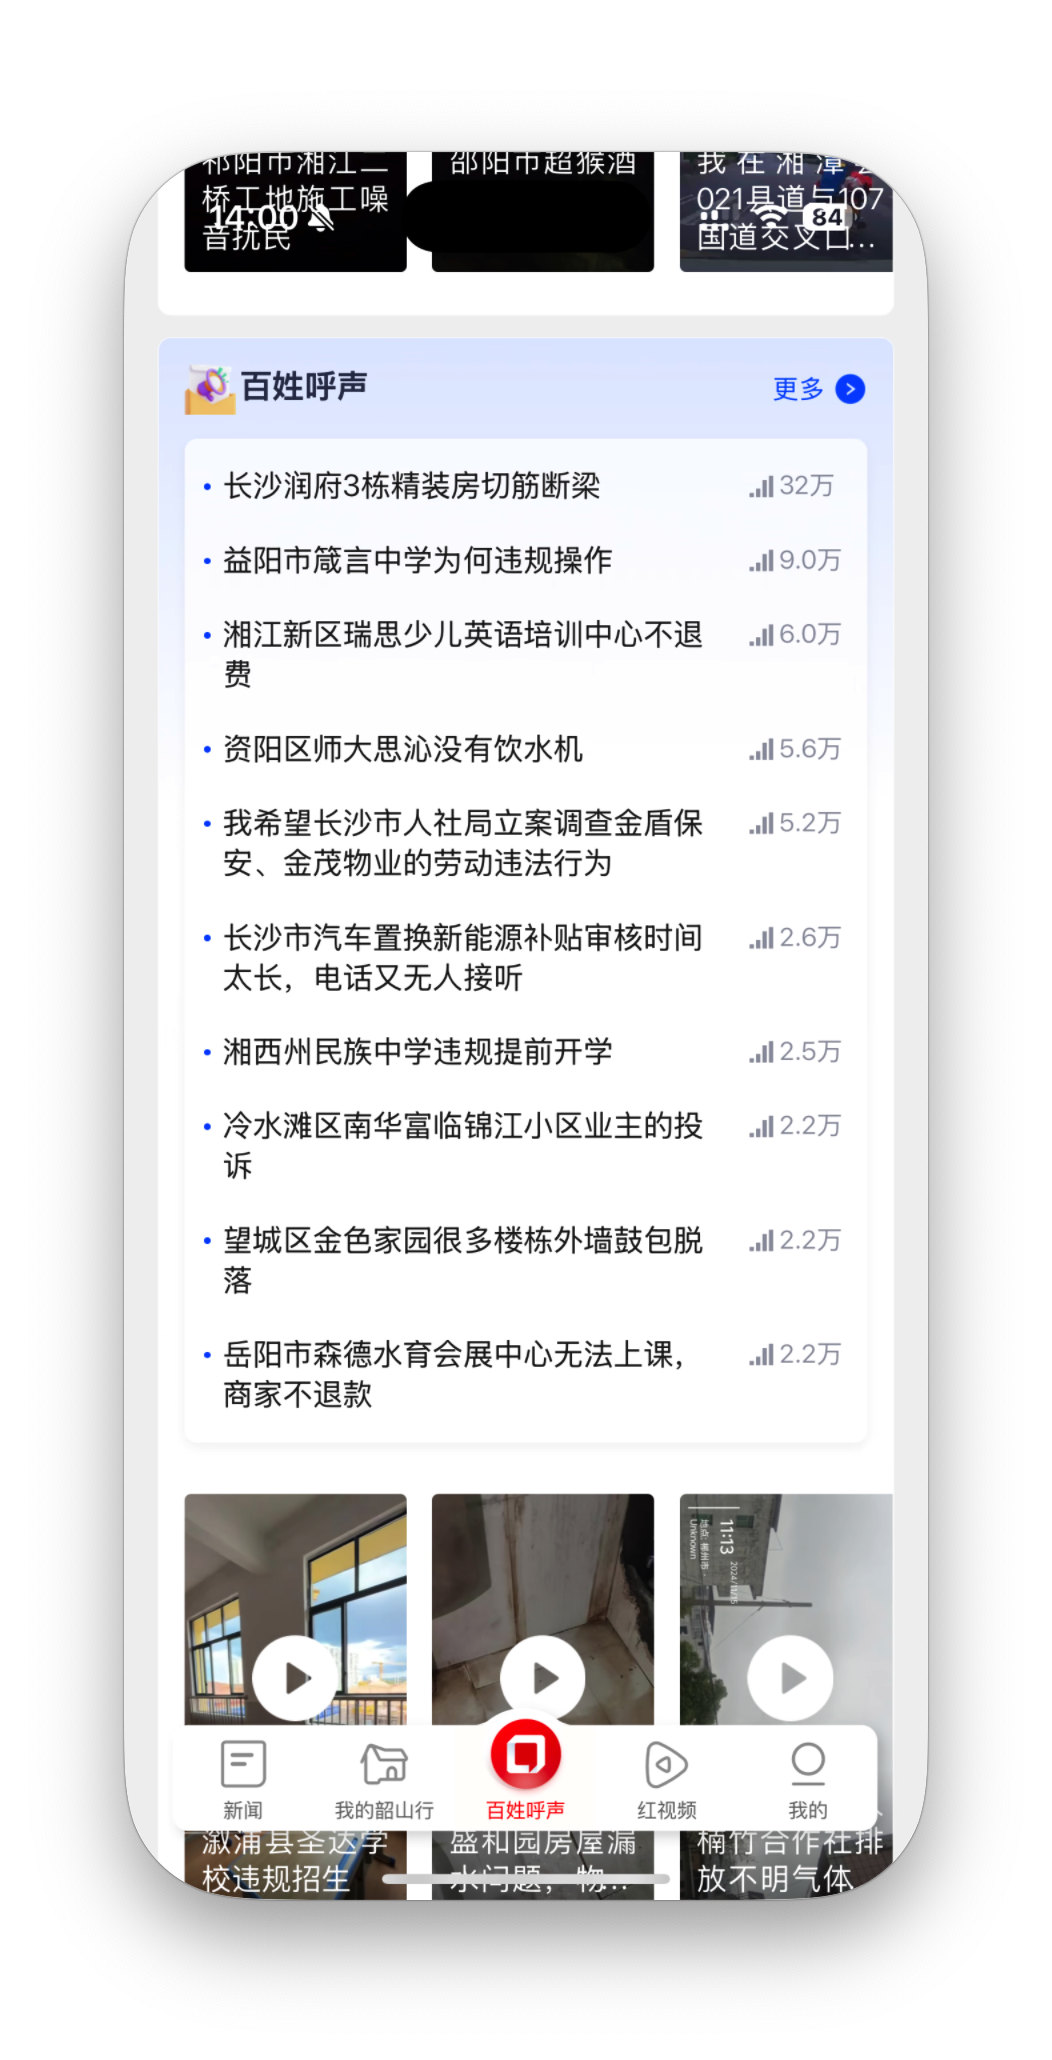 祁阳市湘江二
桥工地施工噪
音扰民
邵阳市超猴酒
我在湘潭县
021县道与107
国道交叉口...
14:00
84
百姓呼声
更多
长沙润府3栋精装房切筋断梁
32万
益阳市箴言中学为何违规操作
9.0万
湘江新区瑞思少儿英语培训中心不退
费
6.0万
资阳区师大思沁没有饮水机
5.6万
我希望长沙市人社局立案调查金盾保
安、金茂物业的劳动违法行为
5.2万
长沙市汽车置换新能源补贴审核时间
太长，电话又无人接听
2.6万
湘西州民族中学违规提前开学
2.5万
冷水滩区南华富临锦江小区业主的投
诉
2.2万
望城区金色家园很多楼栋外墙鼓包脱
落
2.2万
岳阳市森德水育会展中心无法上课，
商家不退款
2.2万
11:13
2024/11/15
地点: 郴州市
Unknown
溆浦县圣达学
校违规招生
盛和园房屋漏
水问题，物...
楠竹合作社排
放不明气体
新闻
我的韶山行
百姓呼声
红视频
我的